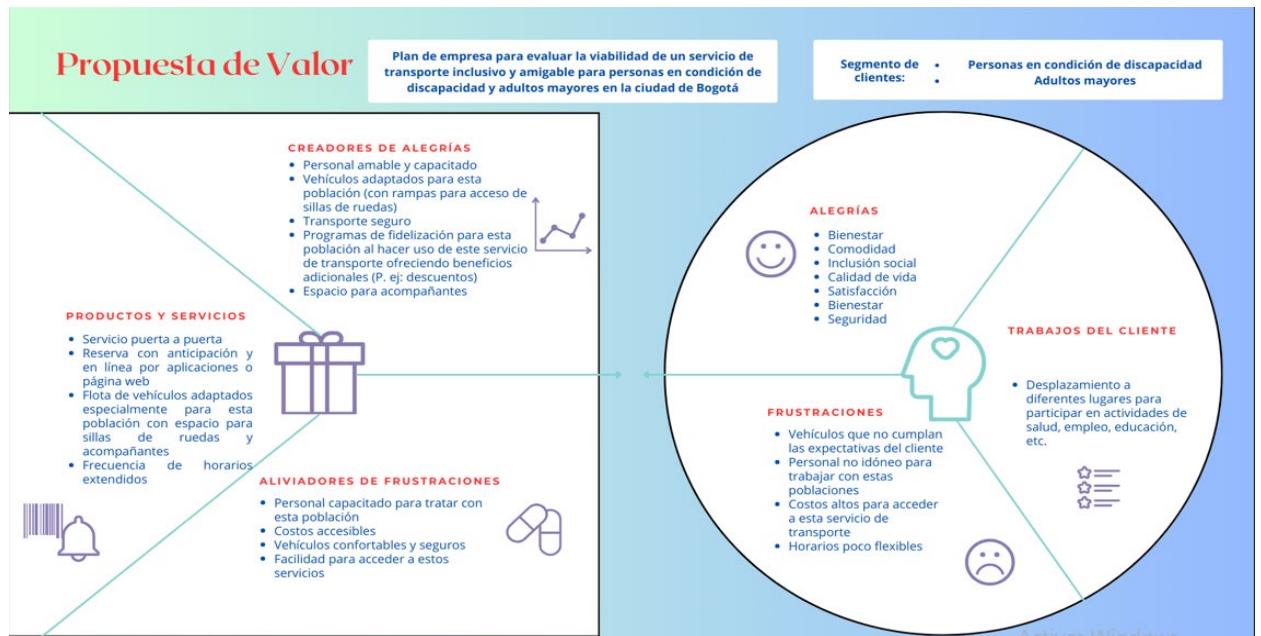 Propuesta de Valor
Plan de empresa para evaluar la viabilidad de un servicio de
transporte inclusivo y amigable para personas en condición de
discapacidad y adultos mayores en la ciudad de Bogotá
Segmento de
clientes:
• Personas en condición de discapacidad
• Adultos mayores
CREADORES DE ALEGRÍAS
• Personal amable y capacitado
• Vehículos adaptados para esta
población (con rampas para acceso de
sillas de ruedas)
• Transporte seguro
• Programas de fidelización para esta
población al hacer uso de este servicio
de transporte ofreciendo beneficios
adicionales (P. ej: descuentos)
• Espacio para acompañantes
PRODUCTOS Y SERVICIOS
• Servicio puerta a puerta
• Reserva con anticipación y
en línea por aplicaciones o
página web
• Flota de vehículos adaptados
especialmente para esta
población con espacio para
sillas de ruedas y
acompañantes
• Frecuencia de horarios
extendidos
ALIVIADORES DE FRUSTRACIONES
• Personal capacitado para tratar con
esta población
• Costos accesibles
• Vehículos confortables y seguros
• Facilidad para acceder a estos
servicios
ALEGRÍAS
• Bienestar
• Comodidad
• Inclusión social
• Calidad de vida
• Satisfacción
• Bienestar
• Seguridad
TRABAJOS DEL CLIENTE
• Desplazamiento a
diferentes lugares para
participar en actividades de
salud, empleo, educación,
etc.
FRUSTRACIONES
• Vehículos que no cumplan
las expectativas del cliente
• Personal no idóneo para
trabajar con estas
poblaciones
• Costos altos para acceder
a esta servicio de
transporte
• Horarios poco flexibles
Activar Windows